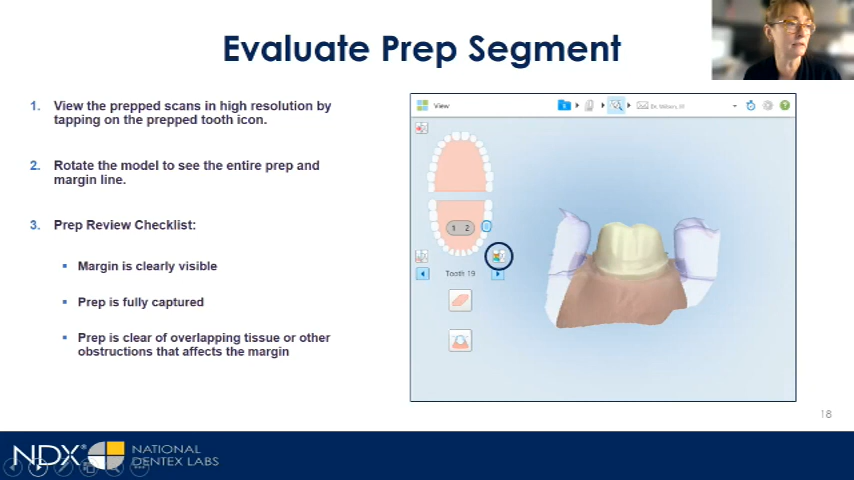 Evaluate Prep Segment
1. View the prepped scans in high resolution by
tapping on the prepped tooth icon.
2. Rotate the model to see the entire prep and
margin line.
3. Prep Review Checklist:
▪ Margin is clearly visible
▪ Prep is fully captured
▪ Prep is clear of overlapping tissue or other
obstructions that affects the margin
View
1 2
Tooth 19
18
NDX®
NATIONAL
DENTEX LABS